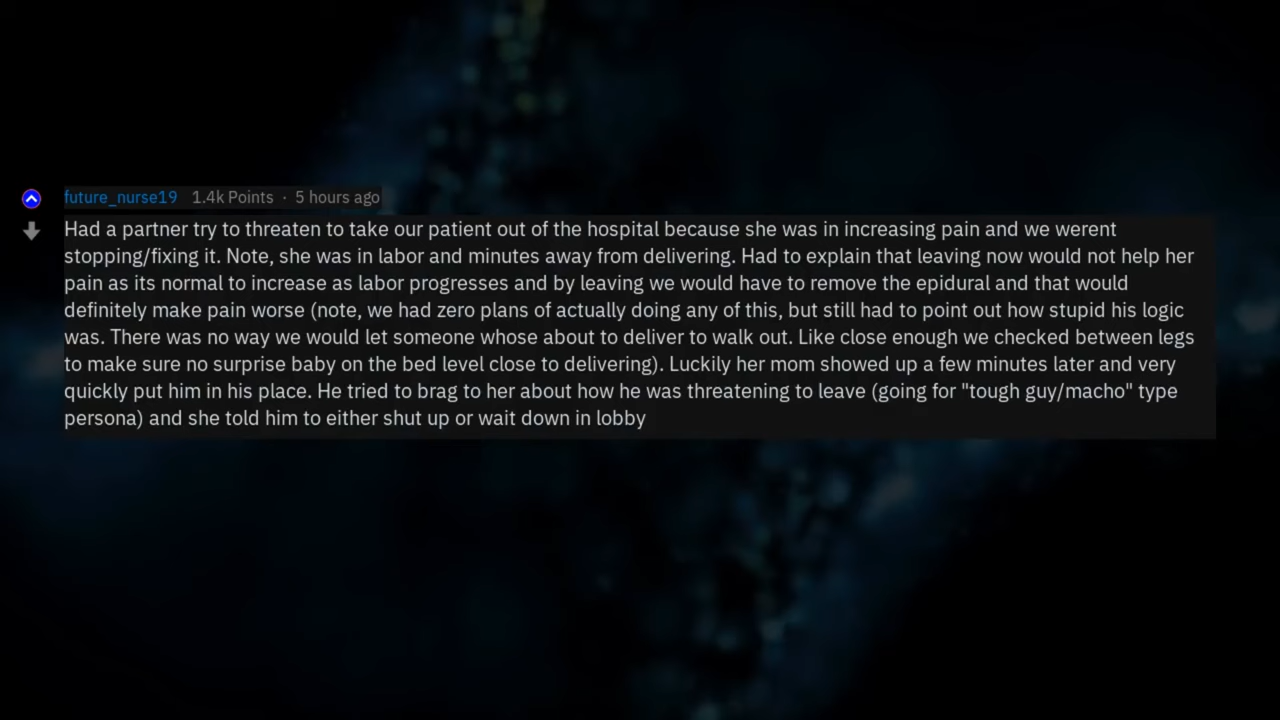 future_nurse19 1.4k Points · 5 hours ago
Had a partner try to threaten to take our patient out of the hospital because she was in increasing pain and we werent
stopping/fixing it. Note, she was in labor and minutes away from delivering. Had to explain that leaving now would not help her
pain as its normal to increase as labor progresses and by leaving we would have to remove the epidural and that would
definitely make pain worse (note, we had zero plans of actually doing any of this, but still had to point out how stupid his logic
was. There was no way we would let someone whose about to deliver to walk out. Like close enough we checked between legs
to make sure no surprise baby on the bed level close to delivering). Luckily her mom showed up a few minutes later and very
quickly put him in his place. He tried to brag to her about how he was threatening to leave (going for "tough guy/macho" type
persona) and she told him to either shut up or wait down in lobby